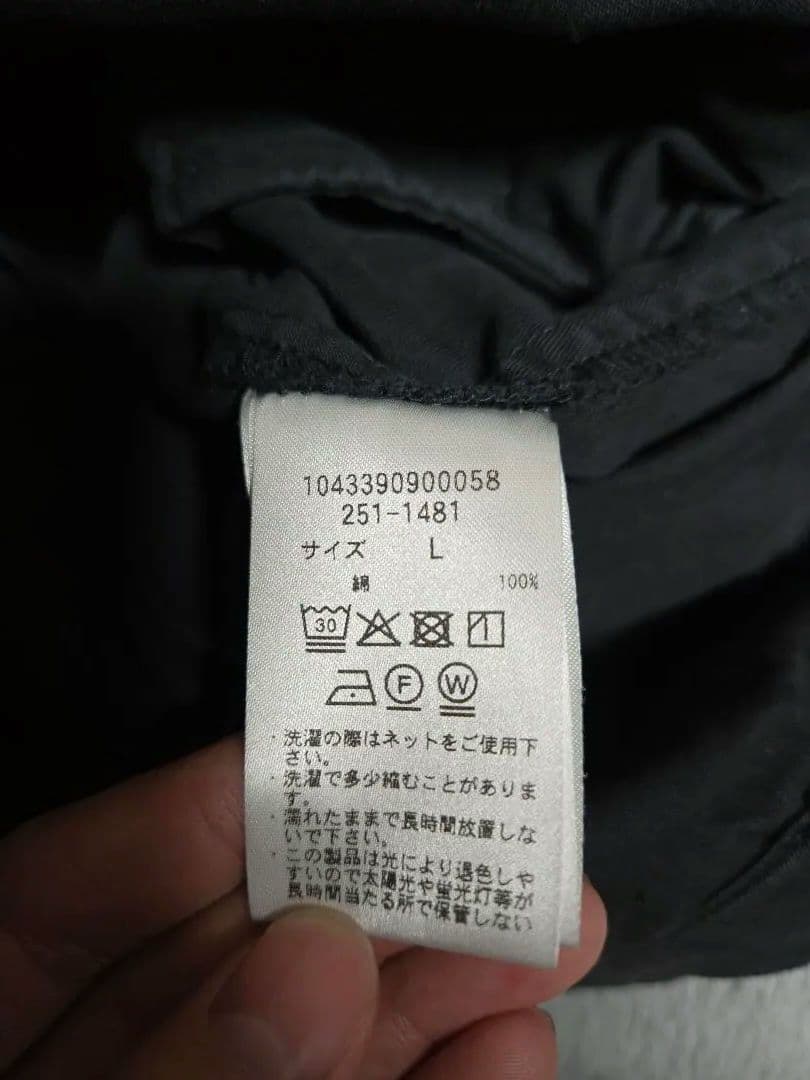 1043390900058
251-1481
サイズ L
綿 100%
30
F W
・洗濯の際はネットをご使用下
さい。
・洗濯で多少縮むことがありま
す。
・濡れたままで長時間放置しな
いで下さい。
・この製品は光により退色しや
すいので太陽光や蛍光灯等が
長時間当たる所で保管しない